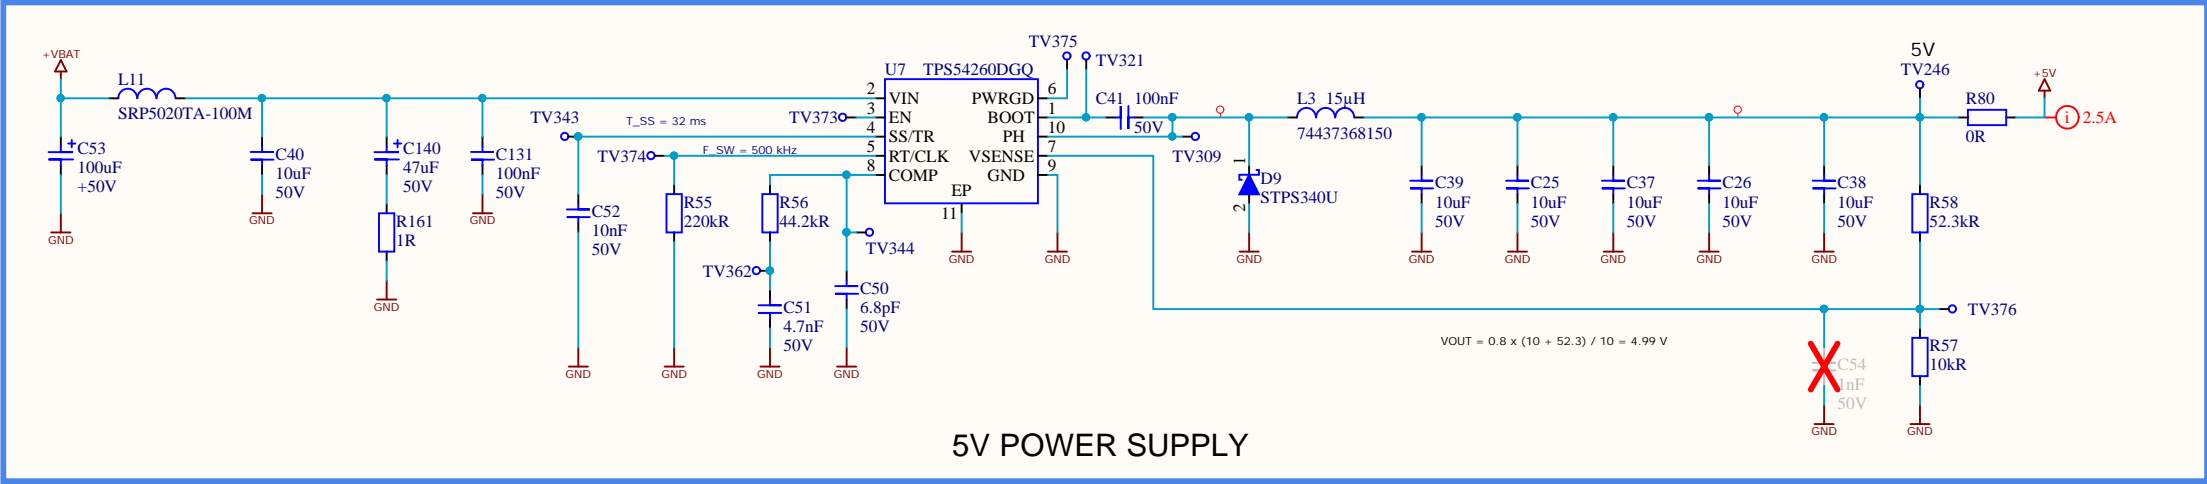 +VBAT
L11
SRP5020TA-100M
C53
100uF
+50V
GND
C40
10uF
50V
GND
C140
47uF
50V
R161
1R
GND
C131
100nF
50V
GND
TV343
T_SS = 32 ms
TV373
TV374
F_SW = 500 kHz
C52
10nF
50V
GND
R55
220kR
GND
R56
44.2kR
TV362
C51
4.7nF
50V
GND
TV344
C50
6.8pF
50V
GND
U7 TPS54260DGQ
2 VIN
3 EN
4 SS/TR
5 RT/CLK
8 COMP
PWRGD 6
BOOT 1
PH 10
VSENSE 7
GND 9
EP
11
GND
GND
TV375
TV321
C41 100nF
50V
TV309
1
D9
STPS340U
2
GND
L3 15µH
74437368150
C39
10uF
50V
GND
C25
10uF
50V
GND
C37
10uF
50V
GND
C26
10uF
50V
GND
C38
10uF
50V
GND
5V
TV246
R80
0R
+5V
i 2.5A
R58
52.3kR
TV376
VOUT = 0.8 x (10 + 52.3) / 10 = 4.99 V
C54
1nF
50V
GND
R57
10kR
GND
5V POWER SUPPLY